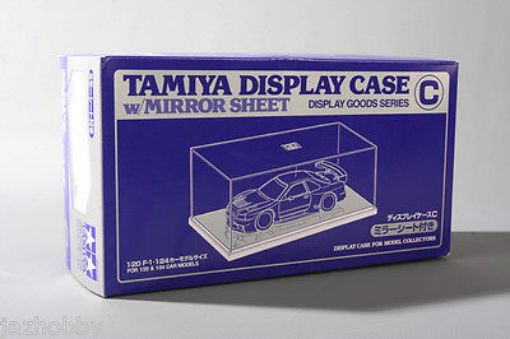 TAMIYA DISPLAY CASE
w/MIRROR SHEET
DISPLAY GOODS SERIES
C
ディスプレイケースC
ミラーシート付き
DISPLAY CASE FOR MODEL COLLECTORS
1:20 F-1・1:24カーモデルサイズ
FOR 1/20 & 1/24 CAR MODELS
jazhobby